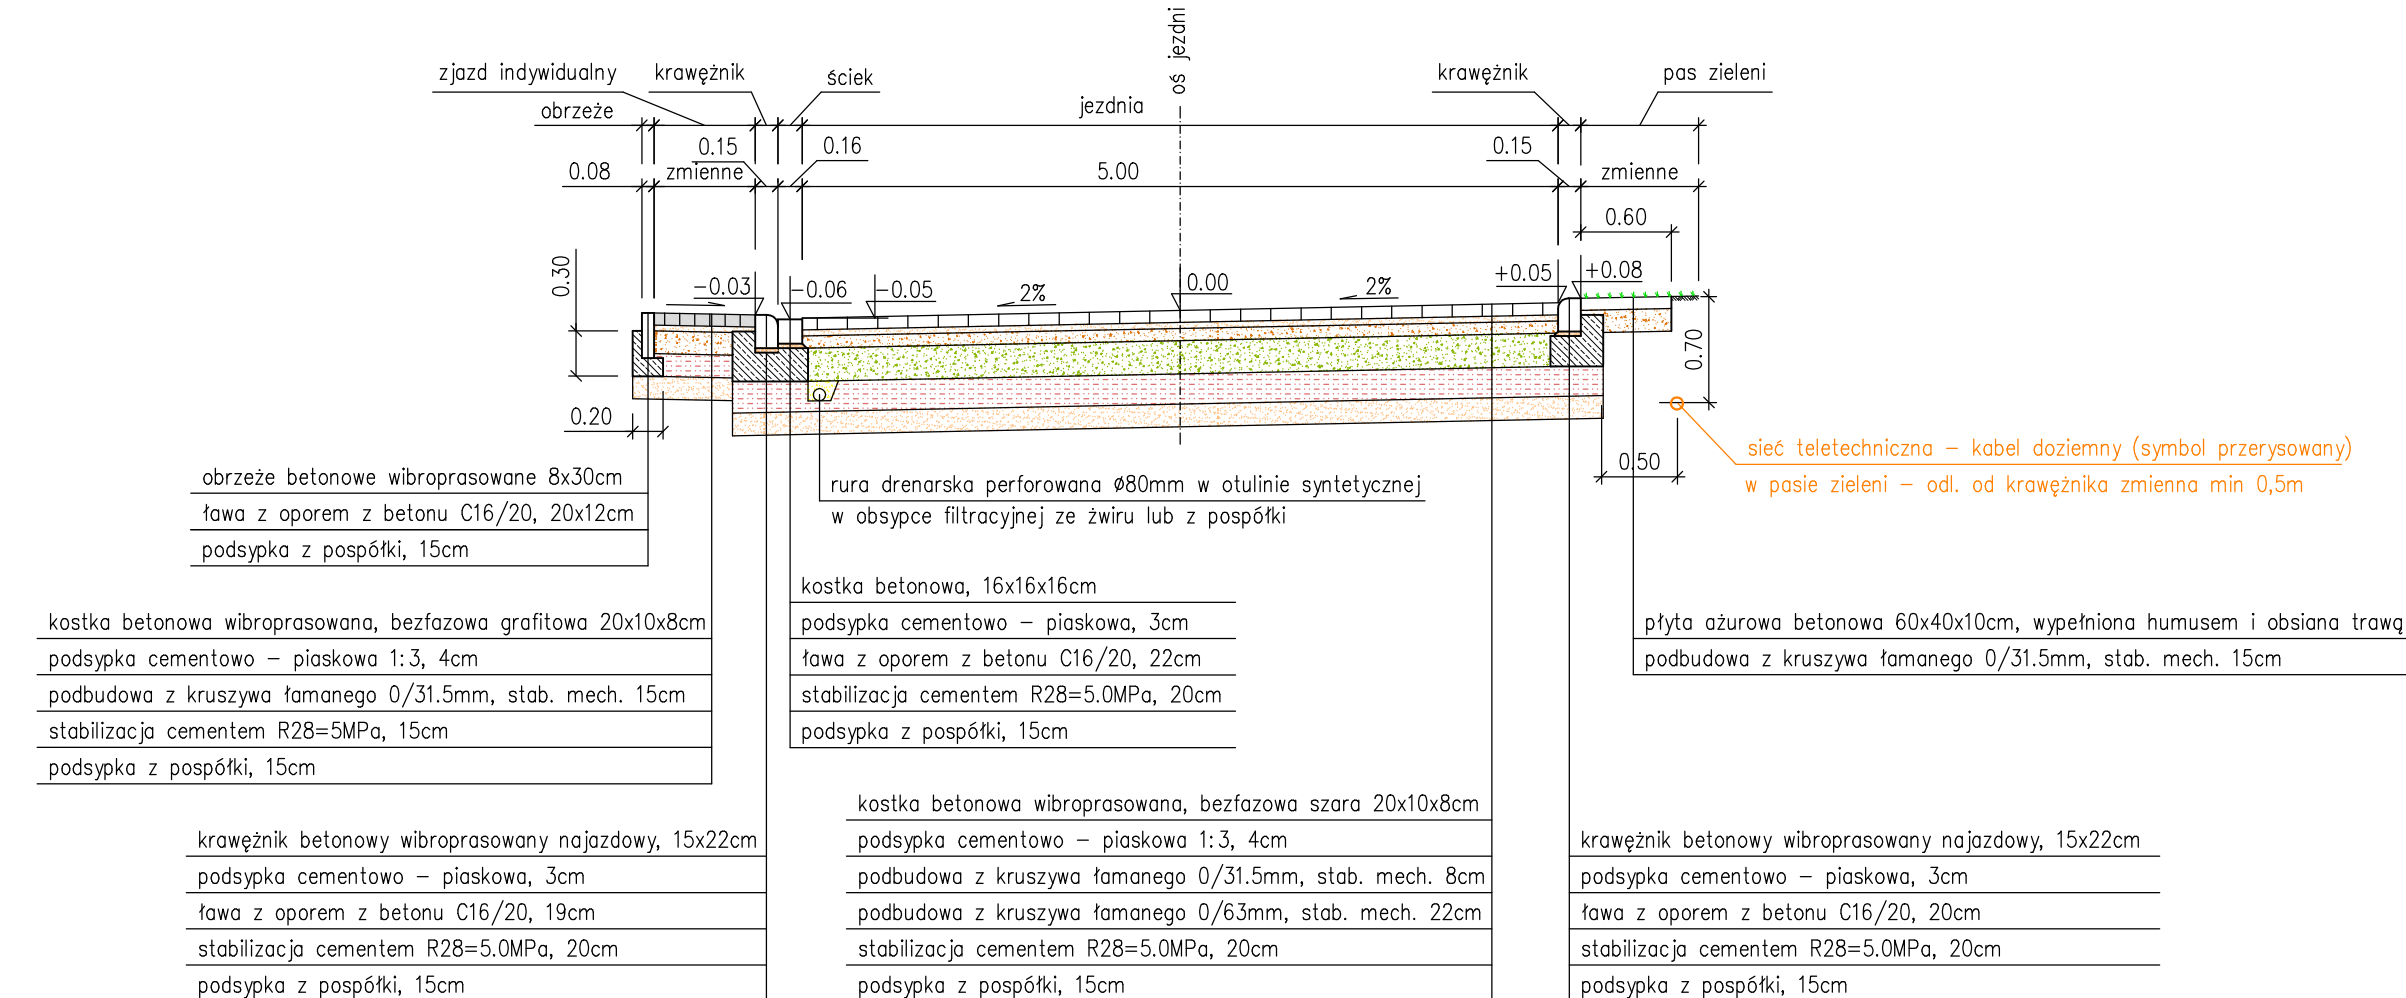 oś jezdni
zjazd indywidualny
krawężnik
ściek
krawężnik
pas zieleni
obrzeże
jezdnia
0.15
0.16
0.15
0.08
zmienne
5.00
zmienne
0.60
0.30
-0.03
-0.06
-0.05
2%
0.00
2%
+0.05
+0.08
0.70
0.20
0.50
sieć teletechniczna – kabel doziemny (symbol przerysowany)
w pasie zieleni – odl. od krawężnika zmienna min 0,5m
obrzeże betonowe wibroprasowane 8x30cm
ława z oporem z betonu C16/20, 20x12cm
podsypka z pospółki, 15cm
rura drenarska perforowana Ø80mm w otulinie syntetycznej
w obsypce filtracyjnej ze żwiru lub z pospółki
kostka betonowa wibroprasowana, bezfazowa grafitowa 20x10x8cm
podsypka cementowo – piaskowa 1:3, 4cm
podbudowa z kruszywa łamanego 0/31.5mm, stab. mech. 15cm
stabilizacja cementem R28=5MPa, 15cm
podsypka z pospółki, 15cm
kostka betonowa, 16x16x16cm
podsypka cementowo – piaskowa, 3cm
ława z oporem z betonu C16/20, 22cm
stabilizacja cementem R28=5.0MPa, 20cm
podsypka z pospółki, 15cm
płyta ażurowa betonowa 60x40x10cm, wypełniona humusem i obsiana trawą
podbudowa z kruszywa łamanego 0/31.5mm, stab. mech. 15cm
krawężnik betonowy wibroprasowany najazdowy, 15x22cm
podsypka cementowo – piaskowa, 3cm
ława z oporem z betonu C16/20, 19cm
stabilizacja cementem R28=5.0MPa, 20cm
podsypka z pospółki, 15cm
kostka betonowa wibroprasowana, bezfazowa szara 20x10x8cm
podsypka cementowo – piaskowa 1:3, 4cm
podbudowa z kruszywa łamanego 0/31.5mm, stab. mech. 8cm
podbudowa z kruszywa łamanego 0/63mm, stab. mech. 22cm
stabilizacja cementem R28=5.0MPa, 20cm
podsypka z pospółki, 15cm
krawężnik betonowy wibroprasowany najazdowy, 15x22cm
podsypka cementowo – piaskowa, 3cm
ława z oporem z betonu C16/20, 20cm
stabilizacja cementem R28=5.0MPa, 20cm
podsypka z pospółki, 15cm